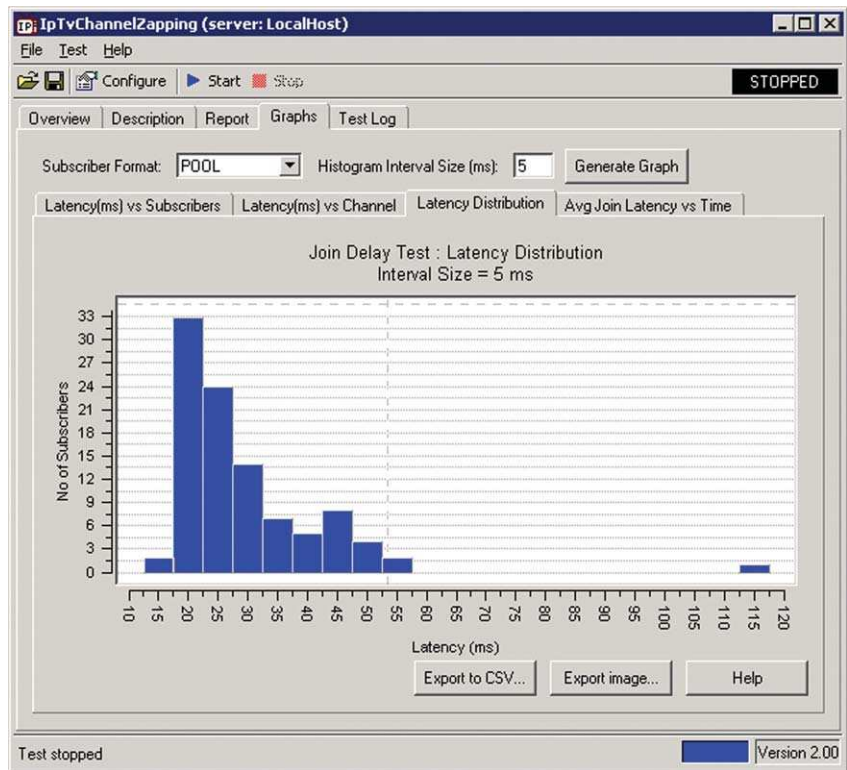 IP IpTvChannelZapping (server: LocalHost)
File Test Help
Configure Start Stop STOPPED
Overview Description Report Graphs Test Log
Subscriber Format: POOL Histogram Interval Size (ms): 5 Generate Graph
Latency(ms) vs Subscribers Latency(ms) vs Channel Latency Distribution Avg Join Latency vs Time
Join Delay Test : Latency Distribution
Interval Size = 5 ms
No of Subscribers
33
30
27
24
21
18
15
12
9
6
3
0
10 15 20 25 30 35 40 45 50 55 60 65 70 75 80 85 90 95 100 105 110 115 120
Latency (ms)
Export to CSV... Export image... Help
Test stopped Version 2.00